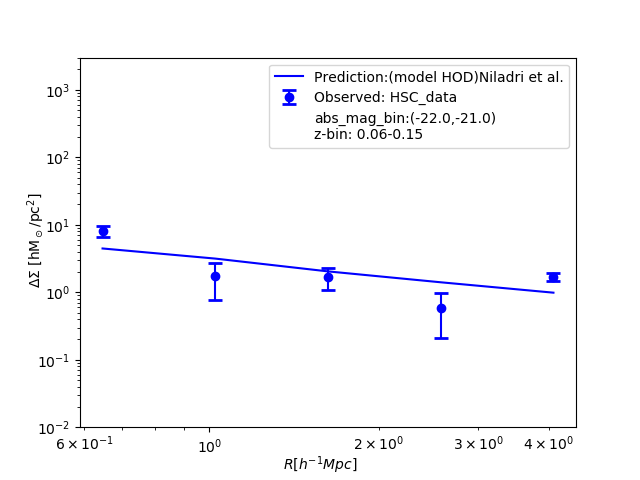 Prediction:(model HOD)Niladri et al.
Observed: HSC_data
abs_mag_bin:(-22.0,-21.0)
z-bin: 0.06-0.15
10³
10²
10¹
10⁰
10⁻¹
10⁻²
ΔΣ [hM⊙/pc²]
6 × 10⁻¹
10⁰
2 × 10⁰
3 × 10⁰
4 × 10⁰
R[h⁻¹Mpc]